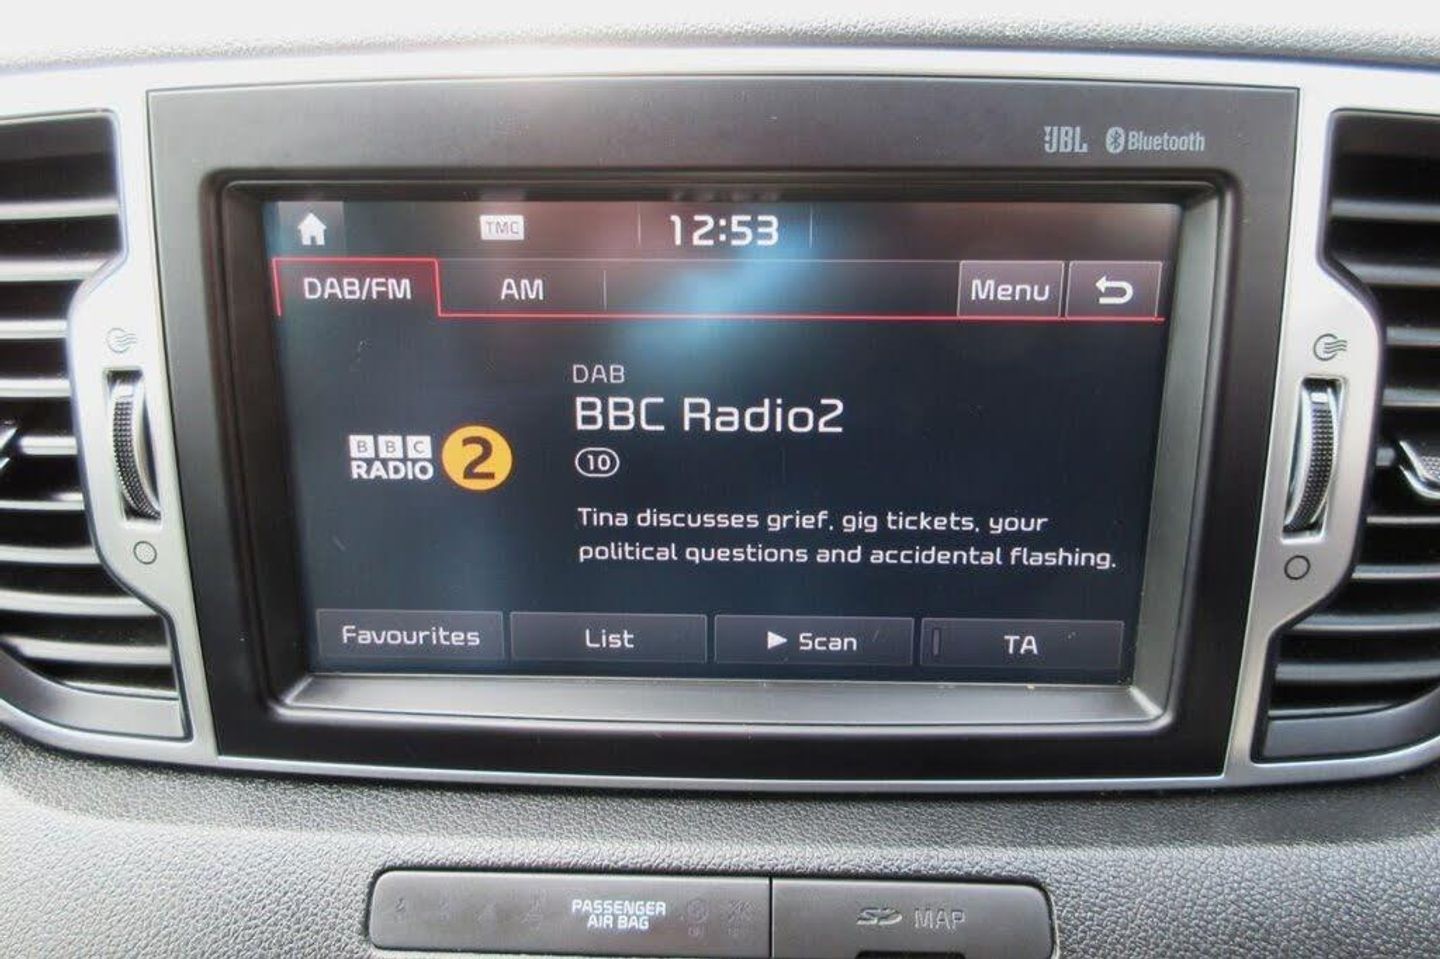 JBL Bluetooth
TMC 12:53
DAB/FM AM Menu
DAB
BBC Radio2
BBC
RADIO 2
10
Tina discusses grief, gig tickets, your
political questions and accidental flashing.
Favourites List Scan TA
PASSENGER
AIR BAG
SD MAP